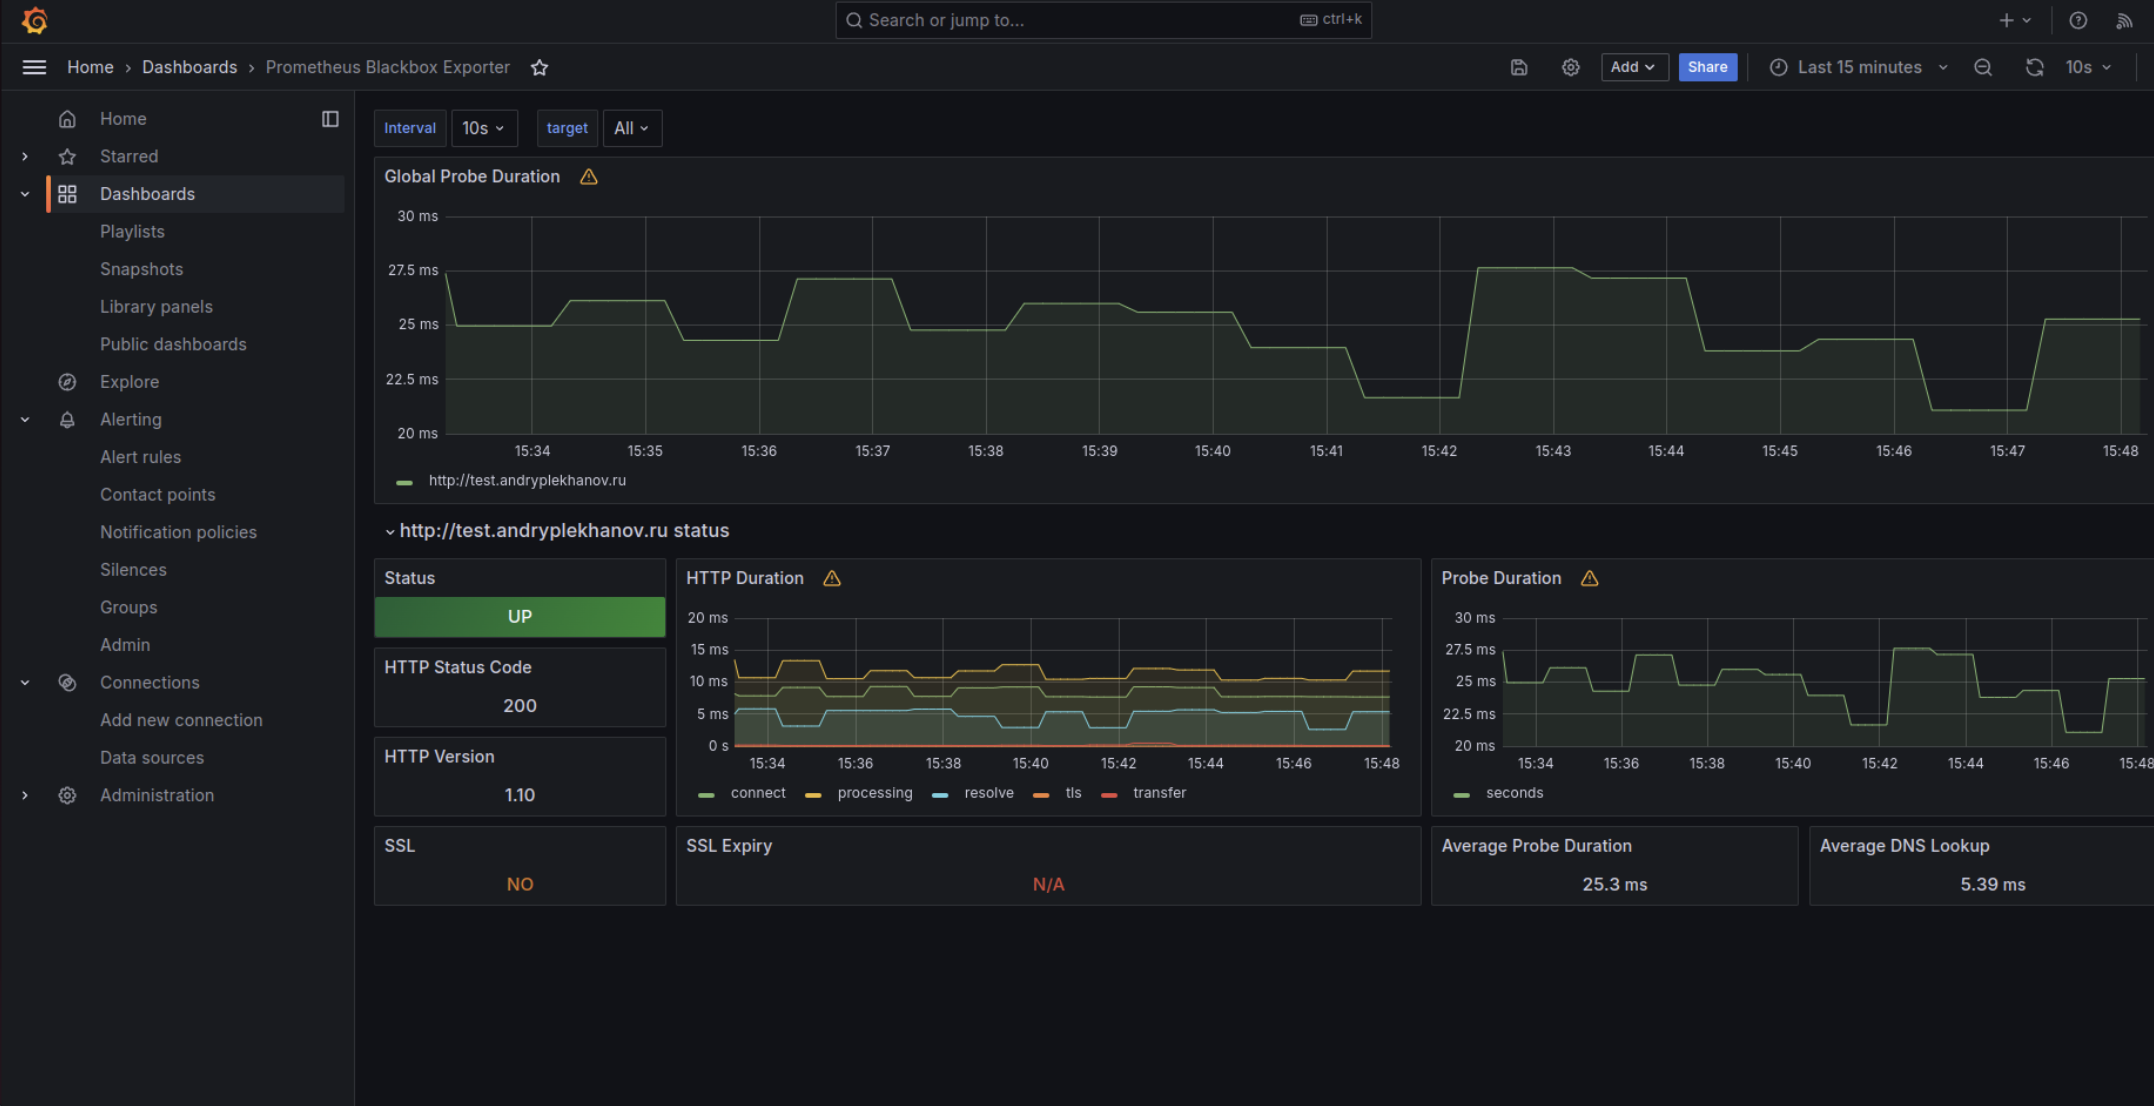 Search or jump to... ctrl+k
Home › Dashboards › Prometheus Blackbox Exporter Add Share Last 15 minutes 10s
Home
Starred
Dashboards
Playlists
Snapshots
Library panels
Public dashboards
Explore
Alerting
Alert rules
Contact points
Notification policies
Silences
Groups
Admin
Connections
Add new connection
Data sources
Administration
Interval 10s target All
Global Probe Duration
30 ms
27.5 ms
25 ms
22.5 ms
20 ms
15:34 15:35 15:36 15:37 15:38 15:39 15:40 15:41 15:42 15:43 15:44 15:45 15:46 15:47 15:48
http://test.andryplekhanov.ru
http://test.andryplekhanov.ru status
Status
UP
HTTP Status Code
200
HTTP Version
1.10
SSL
NO
HTTP Duration
20 ms
15 ms
10 ms
5 ms
0 s
15:34 15:36 15:38 15:40 15:42 15:44 15:46 15:48
connect processing resolve tls transfer
SSL Expiry
N/A
Probe Duration
30 ms
27.5 ms
25 ms
22.5 ms
20 ms
15:34 15:36 15:38 15:40 15:42 15:44 15:46 15:48
seconds
Average Probe Duration
25.3 ms
Average DNS Lookup
5.39 ms